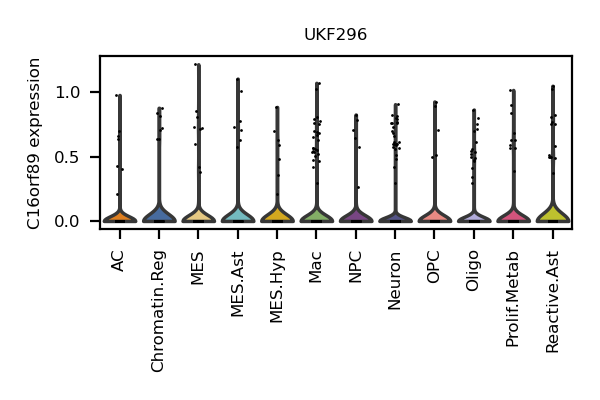 UKF296
C16orf89 expression
1.0
0.5
0.0
AC
Chromatin.Reg
MES
MES.Ast
MES.Hyp
Mac
NPC
Neuron
OPC
Oligo
Prolif.Metab
Reactive.Ast